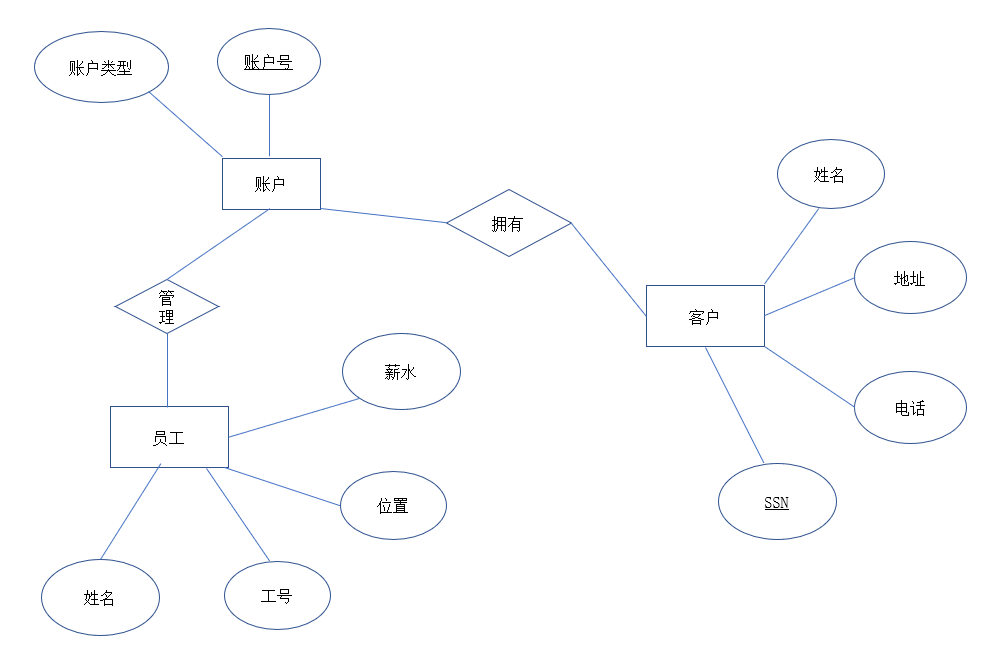 账户类型
账户号
账户
拥有
姓名
地址
客户
管
理
薪水
电话
员工
位置
SSN
姓名
工号